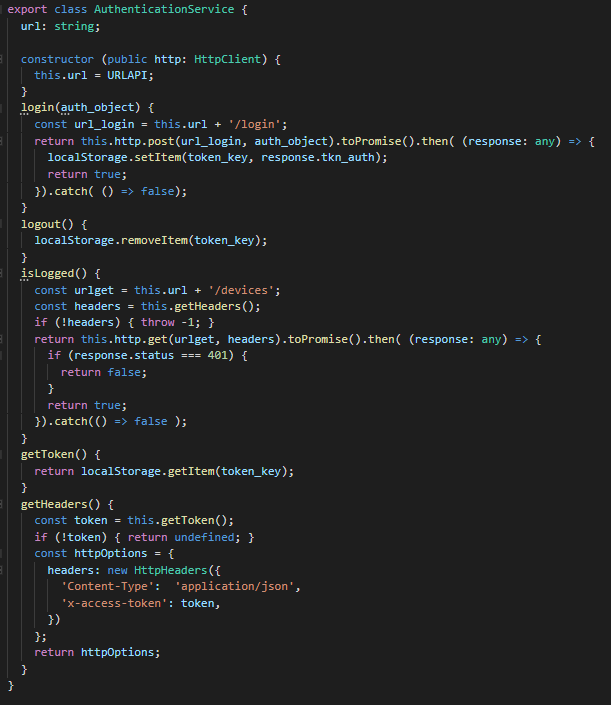 export class AuthenticationService {
  url: string;

  constructor (public http: HttpClient) {
    this.url = URLAPI;
  }
  login(auth_object) {
    const url_login = this.url + '/login';
    return this.http.post(url_login, auth_object).toPromise().then( (response: any) => {
      localStorage.setItem(token_key, response.tkn_auth);
      return true;
    }).catch( () => false);
  }
  logout() {
    localStorage.removeItem(token_key);
  }
  isLogged() {
    const urlget = this.url + '/devices';
    const headers = this.getHeaders();
    if (!headers) { throw -1; }
    return this.http.get(urlget, headers).toPromise().then( (response: any) => {
      if (response.status === 401) {
        return false;
      }
      return true;
    }).catch(() => false );
  }
  getToken() {
    return localStorage.getItem(token_key);
  }
  getHeaders() {
    const token = this.getToken();
    if (!token) { return undefined; }
    const httpOptions = {
      headers: new HttpHeaders({
        'Content-Type':  'application/json',
        'x-access-token': token,
      })
    };
    return httpOptions;
  }
}